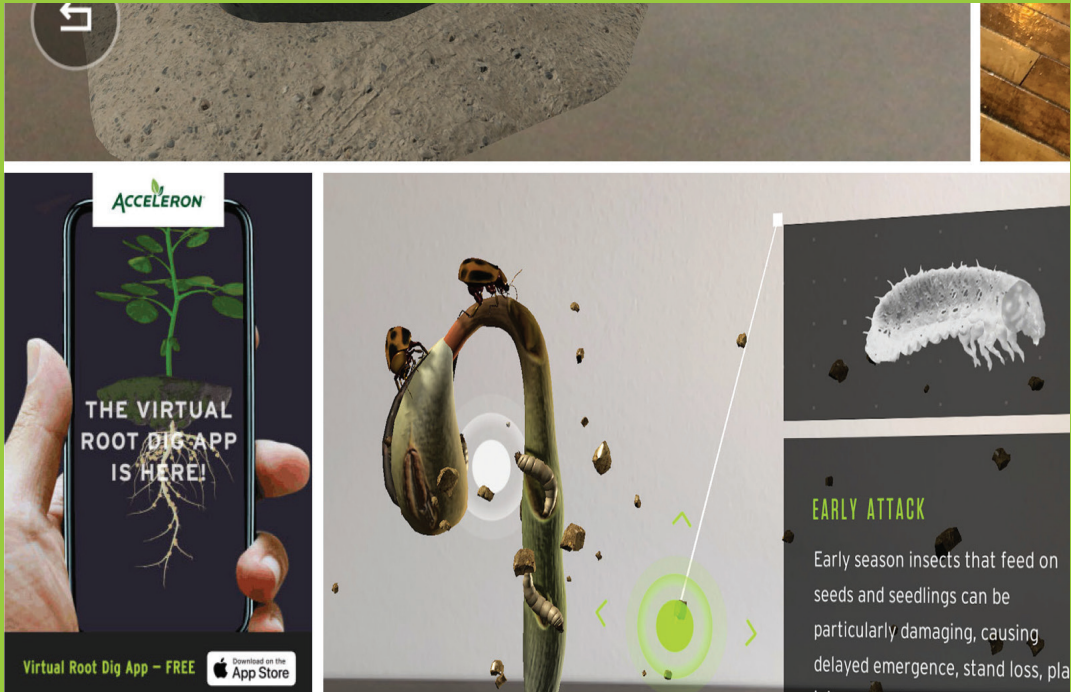 ACCELERON
THE VIRTUAL
ROOT DIG APP
IS HERE!
Virtual Root Dig App – FREE
Download on the
App Store
EARLY ATTACK
Early season insects that feed on
seeds and seedlings can be
particularly damaging, causing
delayed emergence, stand loss,